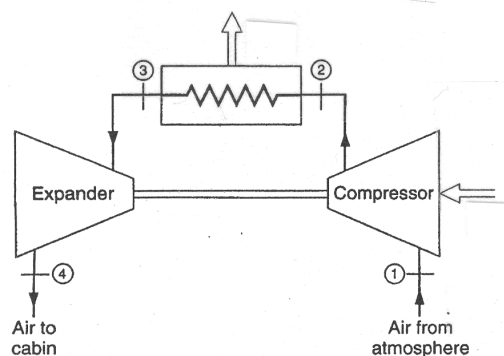 ③
②
Expander
Compressor
④
①
Air to
cabin
Air from
atmosphere